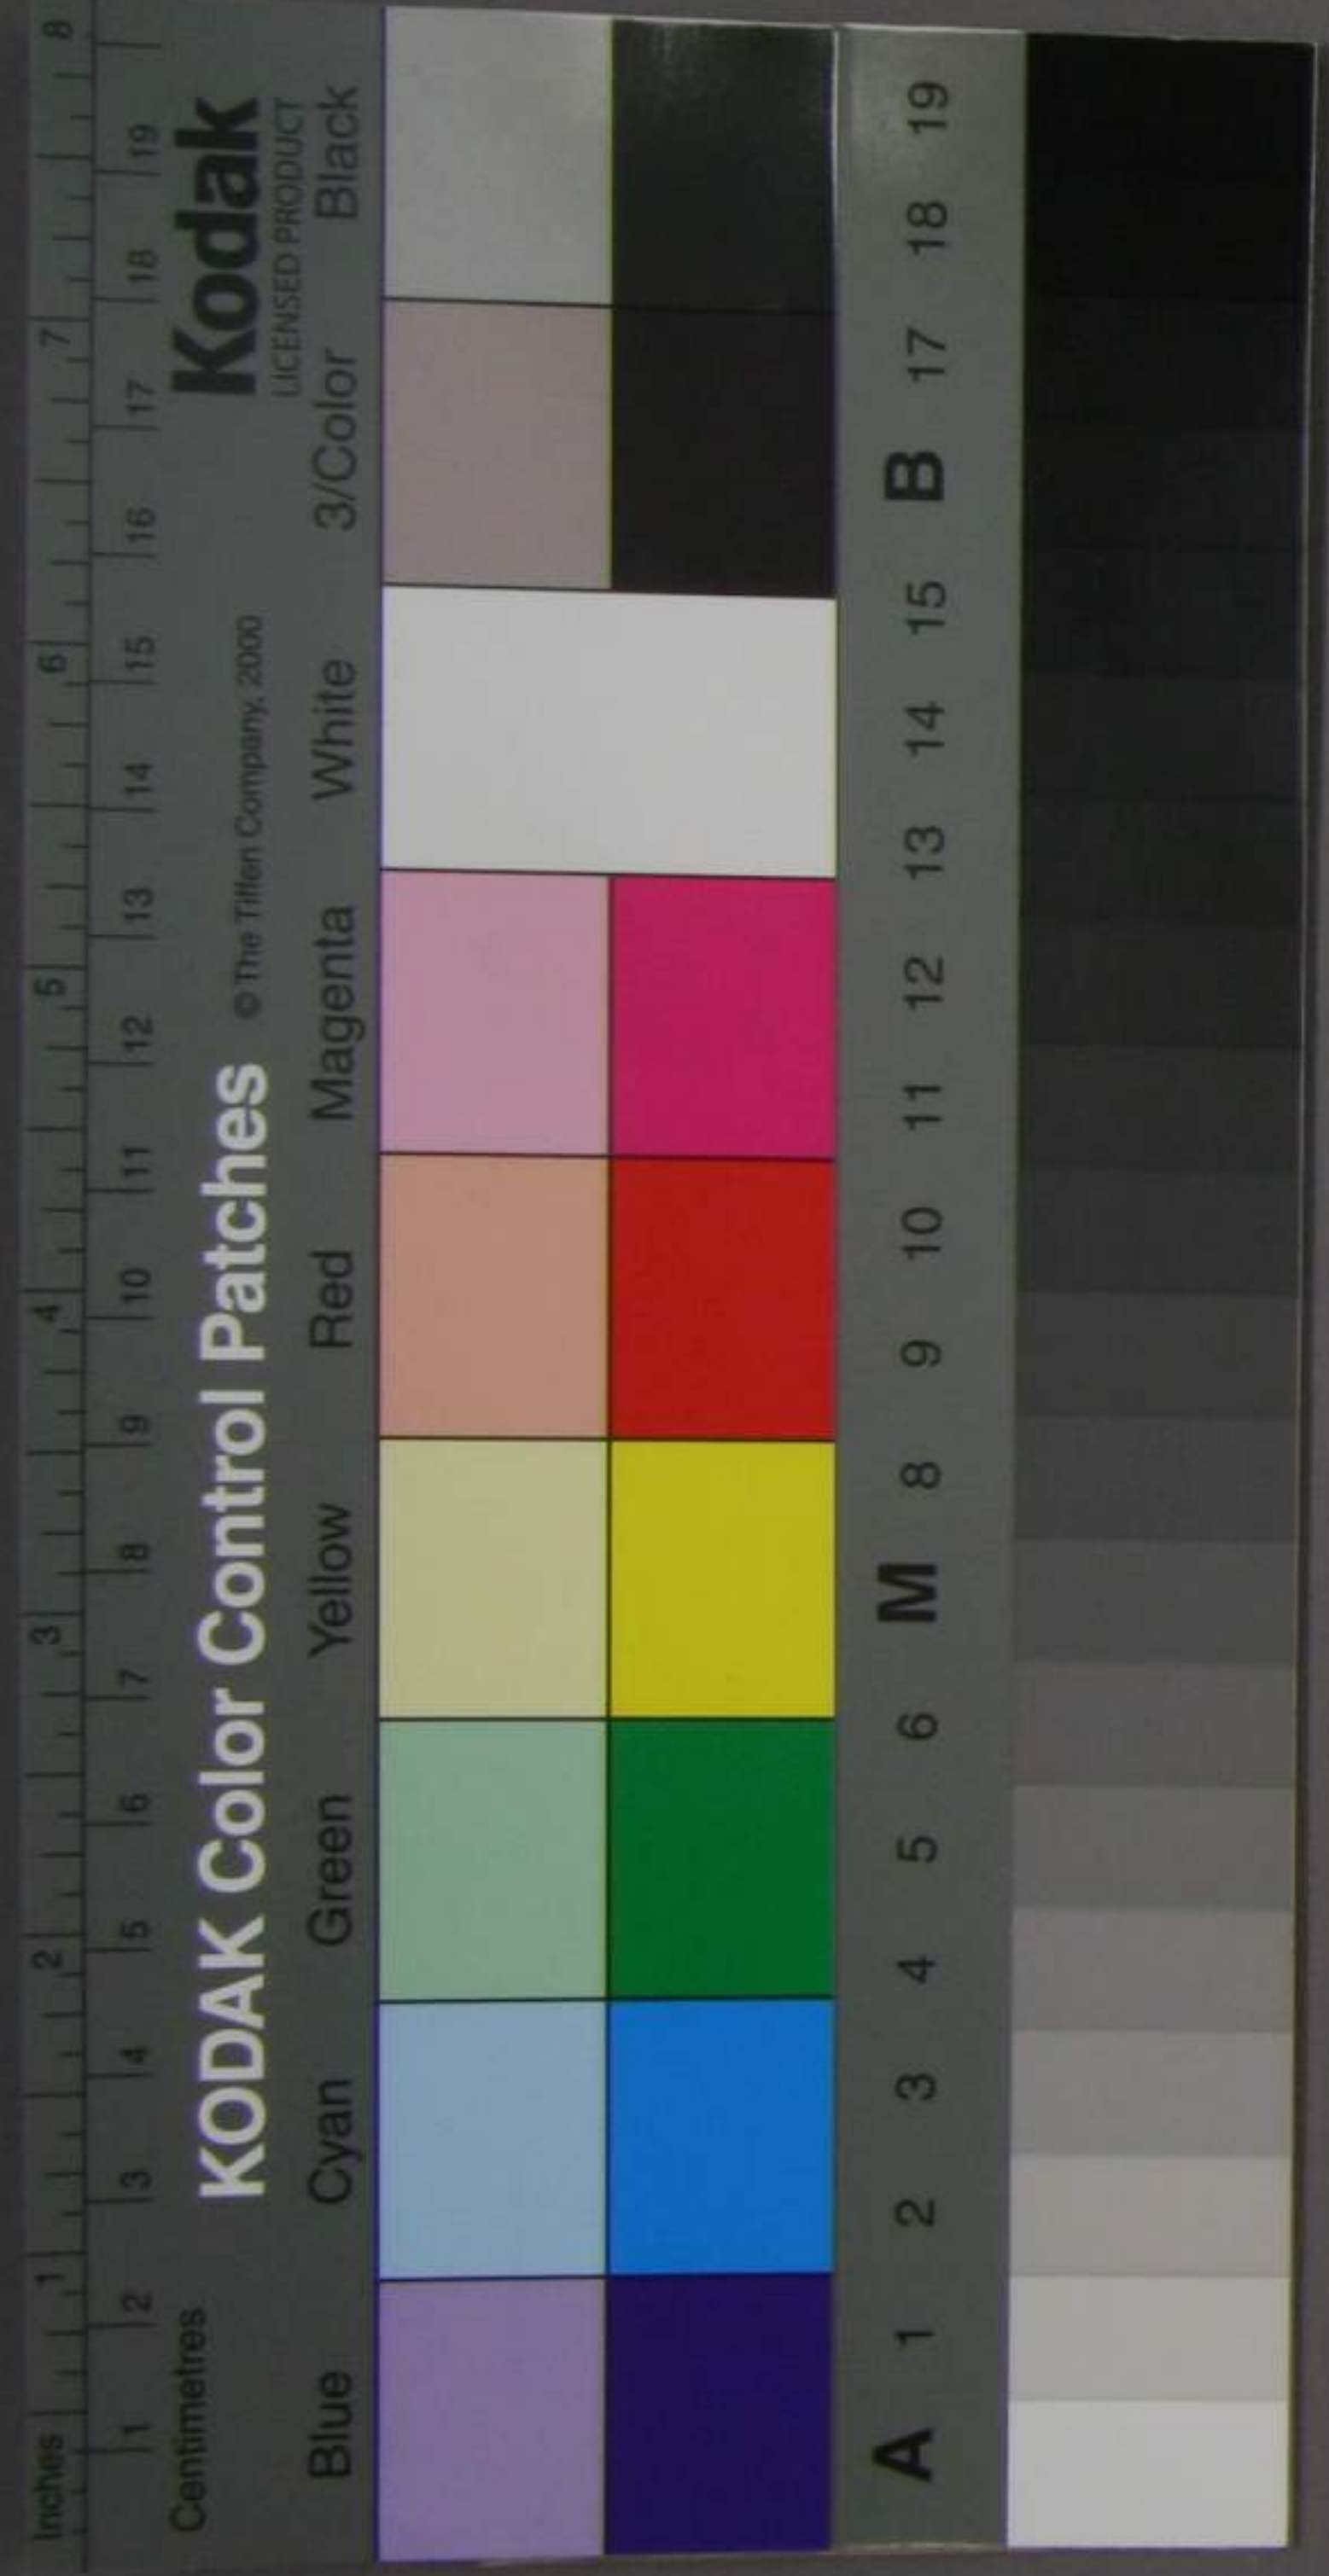 Inches 1 2 3 4 5 6 7 8
Centimetres 1 2 3 4 5 6 7 8 9 10 11 12 13 14 15 16 17 18 19
KODAK Color Control Patches © The Tiffen Company, 2000 Kodak
LICENSED PRODUCT
Blue Cyan Green Yellow Red Magenta White 3/Color Black
A 1 2 3 4 5 6 M 8 9 10 11 12 13 14 15 B 17 18 19